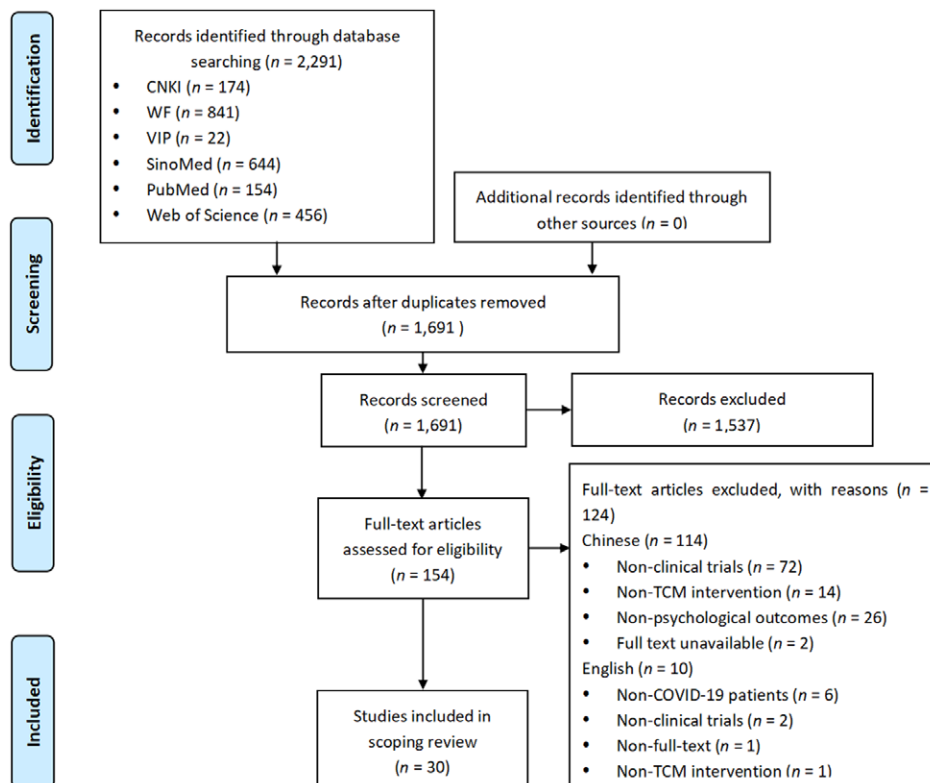 Identification
Records identified through database
searching (n = 2,291)
• CNKI (n = 174)
• WF (n = 841)
• VIP (n = 22)
• SinoMed (n = 644)
• PubMed (n = 154)
• Web of Science (n = 456)
Additional records identified through
other sources (n = 0)
Screening
Records after duplicates removed
(n = 1,691 )
Records screened
(n = 1,691)
Records excluded
(n = 1,537)
Eligibility
Full-text articles
assessed for eligibility
(n = 154)
Full-text articles excluded, with reasons (n =
124)
Chinese (n = 114)
• Non-clinical trials (n = 72)
• Non-TCM intervention (n = 14)
• Non-psychological outcomes (n = 26)
• Full text unavailable (n = 2)
English (n = 10)
• Non-COVID-19 patients (n = 6)
• Non-clinical trials (n = 2)
• Non-full-text (n = 1)
• Non-TCM intervention (n = 1)
Included
Studies included in
scoping review
(n = 30)